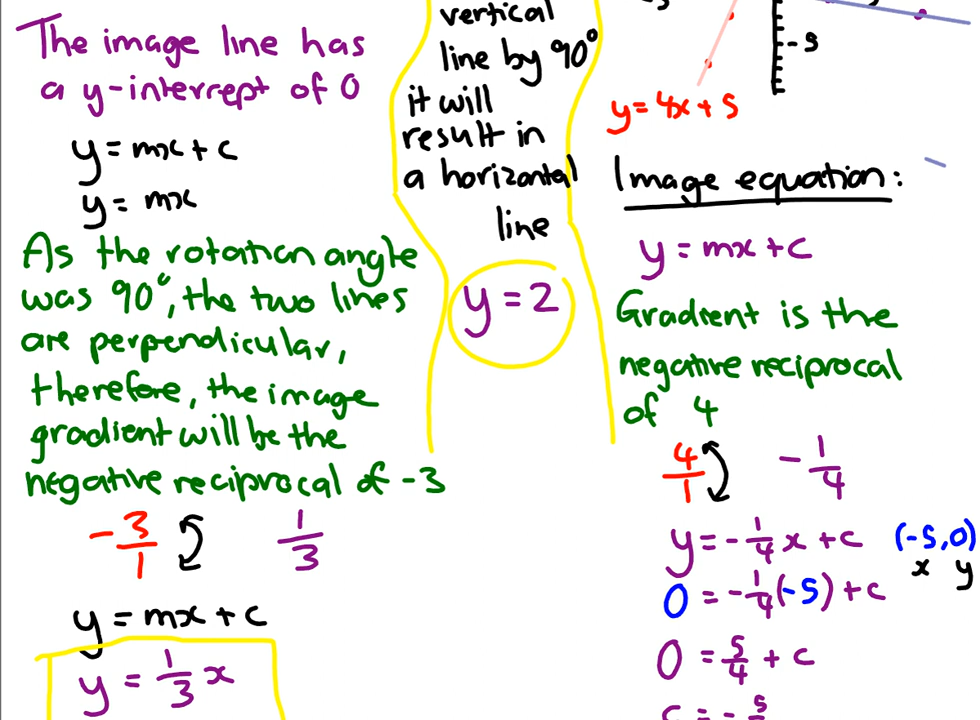 The image line has
a y-intercept of 0
y = mx + c
y = mx
As the rotation angle
was 90°, the two lines
are perpendicular,
therefore, the image
gradient will be the
negative reciprocal of -3
-3/1
1/3
y = mx + c
y = 1/3 x
vertical
line by 90°
it will
result in
a horizontal
line
y = 2
-5
y = 4x + 5
Image equation:
y = mx + c
Gradient is the
negative reciprocal
of 4
4/1
-1/4
y = -1/4 x + c (-5,0)
x y
0 = -1/4(-5) + c
0 = 5/4 + c